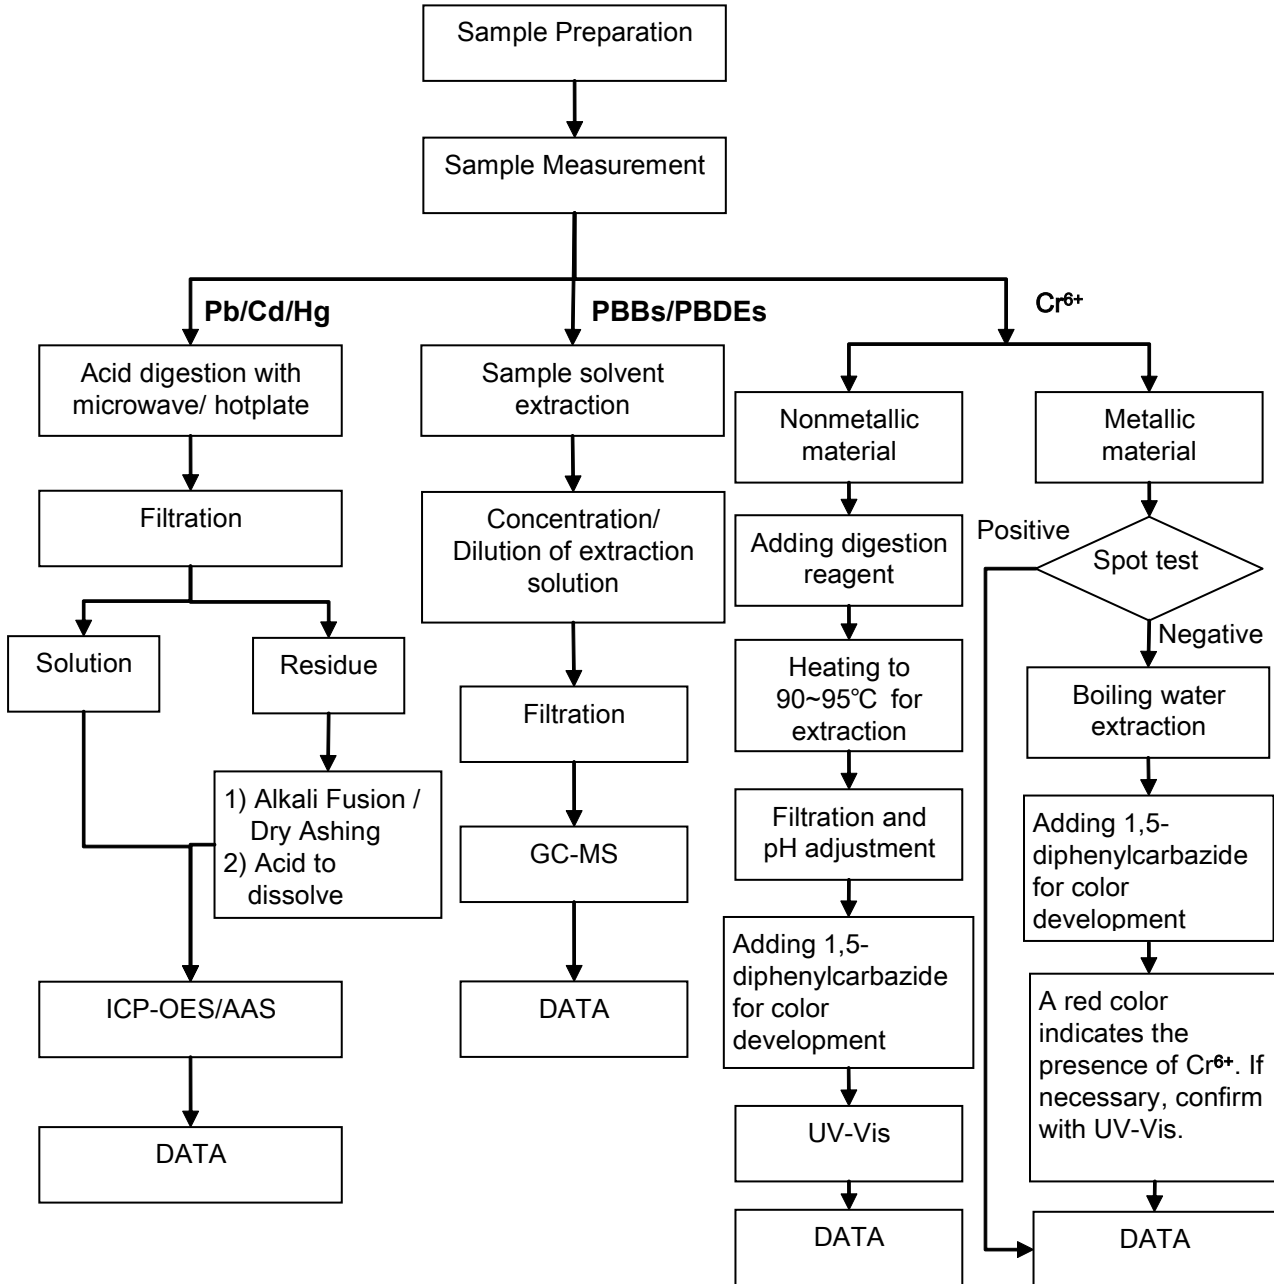 Sample Preparation
Sample Measurement
Pb/Cd/Hg
PBBs/PBDEs
Cr⁶⁺
Acid digestion with
microwave/ hotplate
Filtration
Solution
Residue
1) Alkali Fusion /
Dry Ashing
2) Acid to
dissolve
ICP-OES/AAS
DATA
Sample solvent
extraction
Concentration/
Dilution of extraction
solution
Filtration
GC-MS
DATA
Nonmetallic
material
Adding digestion
reagent
Heating to
90~95℃ for
extraction
Filtration and
pH adjustment
Adding 1,5-
diphenylcarbazide
for color
development
UV-Vis
DATA
Metallic
material
Spot test
Positive
Negative
Boiling water
extraction
Adding 1,5-
diphenylcarbazide
for color
development
A red color
indicates the
presence of Cr⁶⁺. If
necessary, confirm
with UV-Vis.
DATA